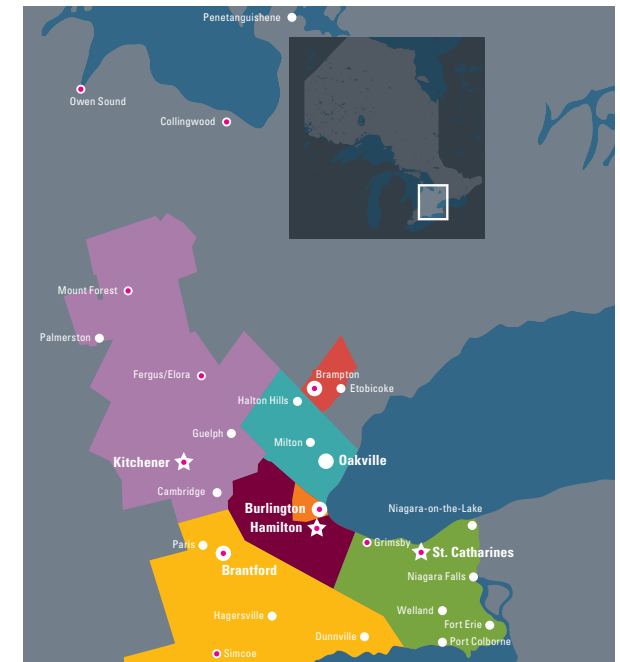 Penetanguishene
Owen Sound
Collingwood
Mount Forest
Palmerston
Fergus/Elora
Brampton
Etobicoke
Halton Hills
Guelph
Milton
Kitchener
Oakville
Cambridge
Burlington
Niagara-on-the-Lake
Hamilton
Paris
Grimsby
St. Catharines
Brantford
Niagara Falls
Hagersville
Welland
Fort Erie
Dunnville
Port Colborne
Simcoe